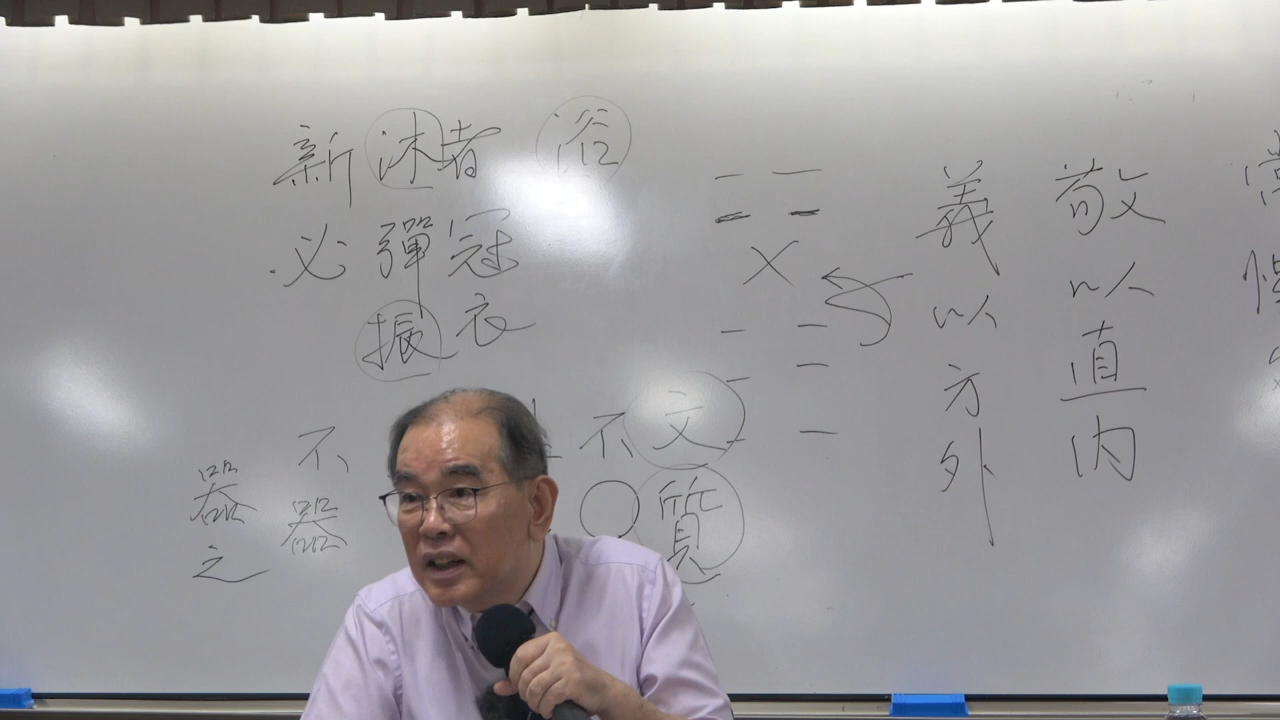 敬以直内
義以方外
新沐者 浴
必彈冠
振衣
不文
質
不器
器之